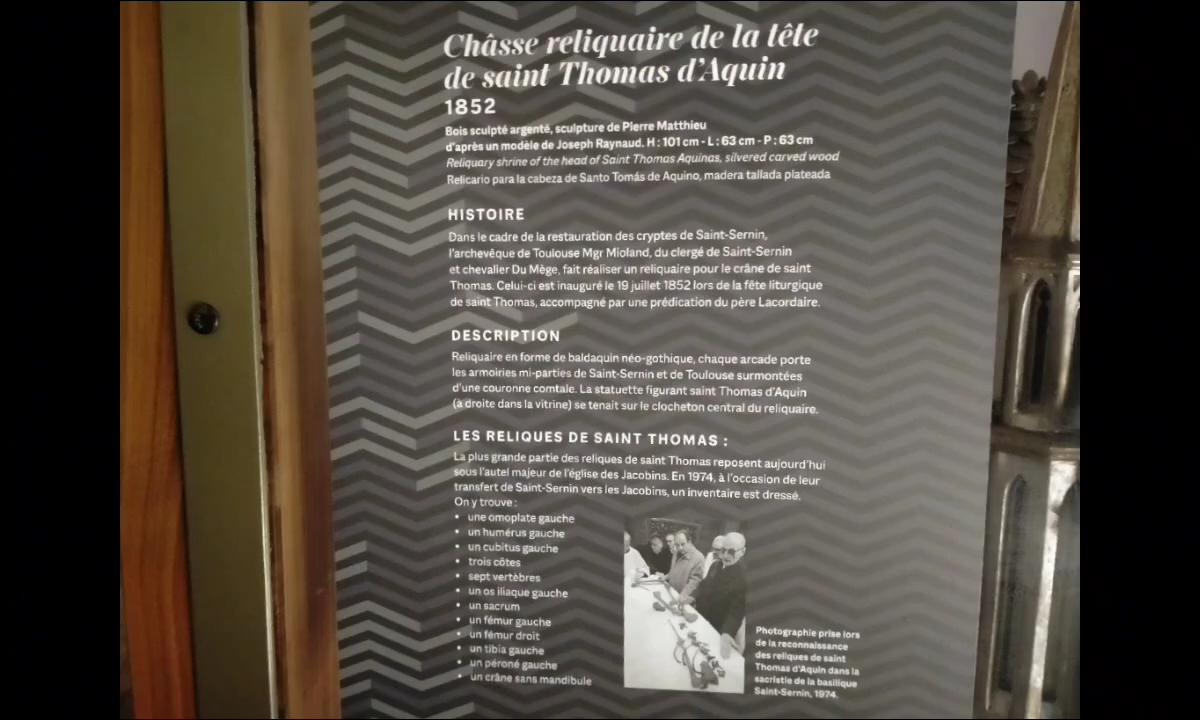 Châsse reliquaire de la tête
de saint Thomas d'Aquin
1852
Bois sculpté argenté, sculpture de Pierre Matthieu
d'après un modèle de Joseph Raynaud. H : 101 cm - L : 63 cm - P : 63 cm
Reliquary shrine of the head of Saint Thomas Aquinas, silvered carved wood
Relicario para la cabeza de Santo Tomás de Aquino, madera tallada plateada
HISTOIRE
Dans le cadre de la restauration des cryptes de Saint-Sernin,
l'archevêque de Toulouse Mgr Mioland, du clergé de Saint-Sernin
et chevalier Du Mège, fait réaliser un reliquaire pour le crâne de saint
Thomas. Celui-ci est inauguré le 19 juillet 1852 lors de la fête liturgique
de saint Thomas, accompagné par une prédication du père Lacordaire.
DESCRIPTION
Reliquaire en forme de baldaquin néo-gothique, chaque arcade porte
les armoiries mi-parties de Saint-Sernin et de Toulouse surmontées
d'une couronne comtale. La statuette figurant saint Thomas d'Aquin
(à droite dans la vitrine) se tenait sur le clocheton central du reliquaire.
LES RELIQUES DE SAINT THOMAS :
La plus grande partie des reliques de saint Thomas reposent aujourd'hui
sous l'autel majeur de l'église des Jacobins. En 1974, à l'occasion de leur
transfert de Saint-Sernin vers les Jacobins, un inventaire est dressé.
On y trouve :
• une omoplate gauche
• un humérus gauche
• un cubitus gauche
• trois côtes
• sept vertèbres
• un os iliaque gauche
• un sacrum
• un fémur gauche
• un fémur droit
• un tibia gauche
• un péroné gauche
• un crâne sans mandibule
Photographie prise lors
de la reconnaissance
des reliques de saint
Thomas d'Aquin dans la
sacristie de la basilique
Saint-Sernin, 1974.